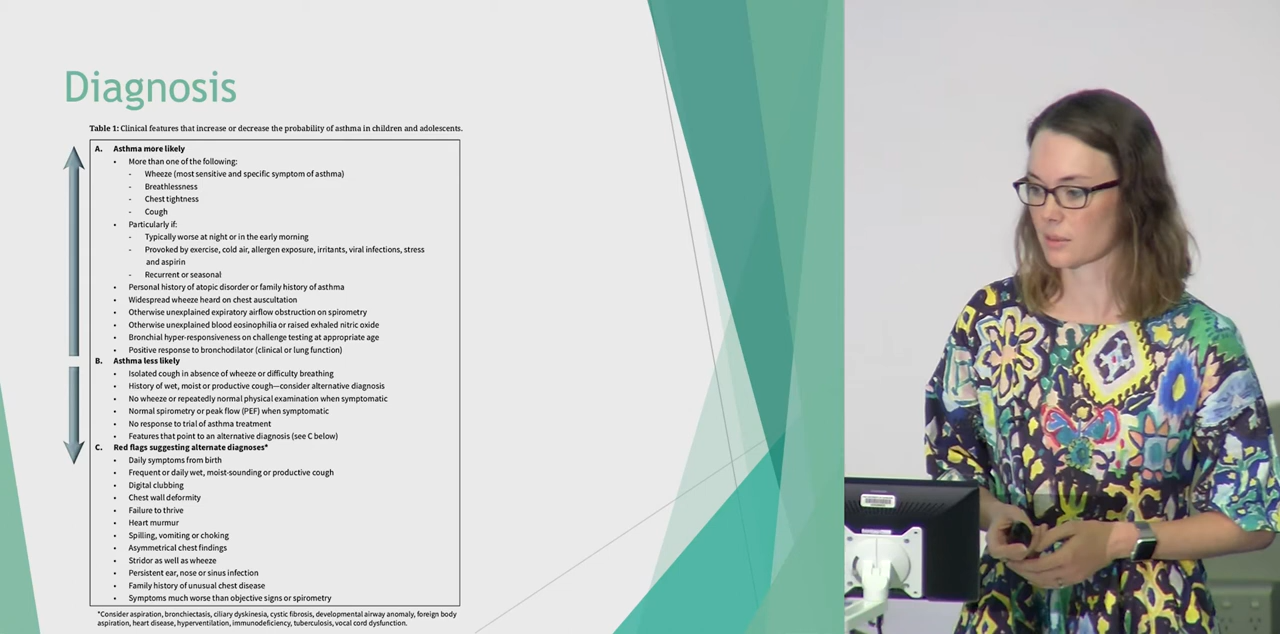 Diagnosis
Table 1: Clinical features that increase or decrease the probability of asthma in children and adolescents.
A. Asthma more likely
• More than one of the following:
- Wheeze (most sensitive and specific symptom of asthma)
- Breathlessness
- Chest tightness
- Cough
• Particularly if:
- Typically worse at night or in the early morning
- Provoked by exercise, cold air, allergen exposure, irritants, viral infections, stress
and aspirin
- Recurrent or seasonal
• Personal history of atopic disorder or family history of asthma
• Widespread wheeze heard on chest auscultation
• Otherwise unexplained expiratory airflow obstruction on spirometry
• Otherwise unexplained blood eosinophilia or raised exhaled nitric oxide
• Bronchial hyper-responsiveness on challenge testing at appropriate age
• Positive response to bronchodilator (clinical or lung function)
B. Asthma less likely
• Isolated cough in absence of wheeze or difficulty breathing
• History of wet, moist or productive cough—consider alternative diagnosis
• No wheeze or repeatedly normal physical examination when symptomatic
• Normal spirometry or peak flow (PEF) when symptomatic
• No response to trial of asthma treatment
• Features that point to an alternative diagnosis (see C below)
C. Red flags suggesting alternate diagnoses*
• Daily symptoms from birth
• Frequent or daily wet, moist-sounding or productive cough
• Digital clubbing
• Chest wall deformity
• Failure to thrive
• Heart murmur
• Spilling, vomiting or choking
• Asymmetrical chest findings
• Stridor as well as wheeze
• Persistent ear, nose or sinus infection
• Family history of unusual chest disease
• Symptoms much worse than objective signs or spirometry
*Consider aspiration, bronchiectasis, ciliary dyskinesia, cystic fibrosis, developmental airway anomaly, foreign body
aspiration, heart disease, hyperventilation, immunodeficiency, tuberculosis, vocal cord dysfunction.